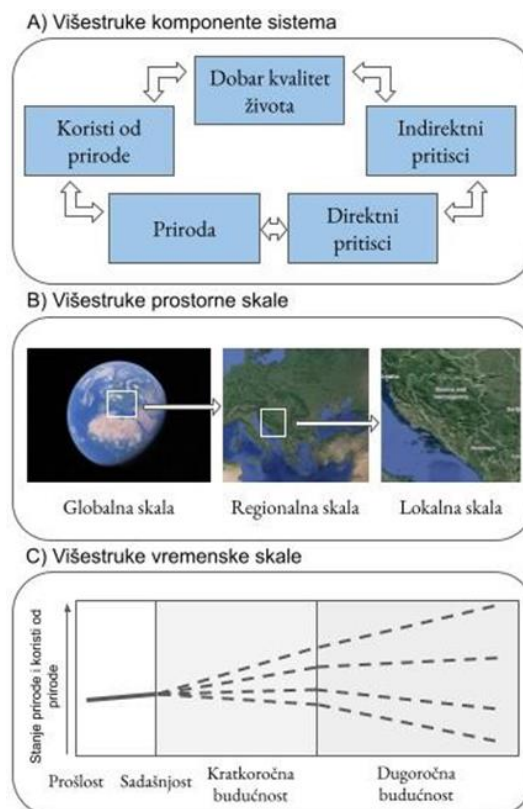 A) Višestruke komponente sistema
Dobar kvalitet
života
Koristi od
prirode
Indirektni
pritisci
Priroda
Direktni
pritisci
B) Višestruke prostorne skale
Globalna skala
Regionalna skala
Lokalna skala
C) Višestruke vremenske skale
Stanje prirode i koristi od
prirode
Prošlost
Sadašnjost
Kratkoročna
budućnost
Dugoročna
budućnost